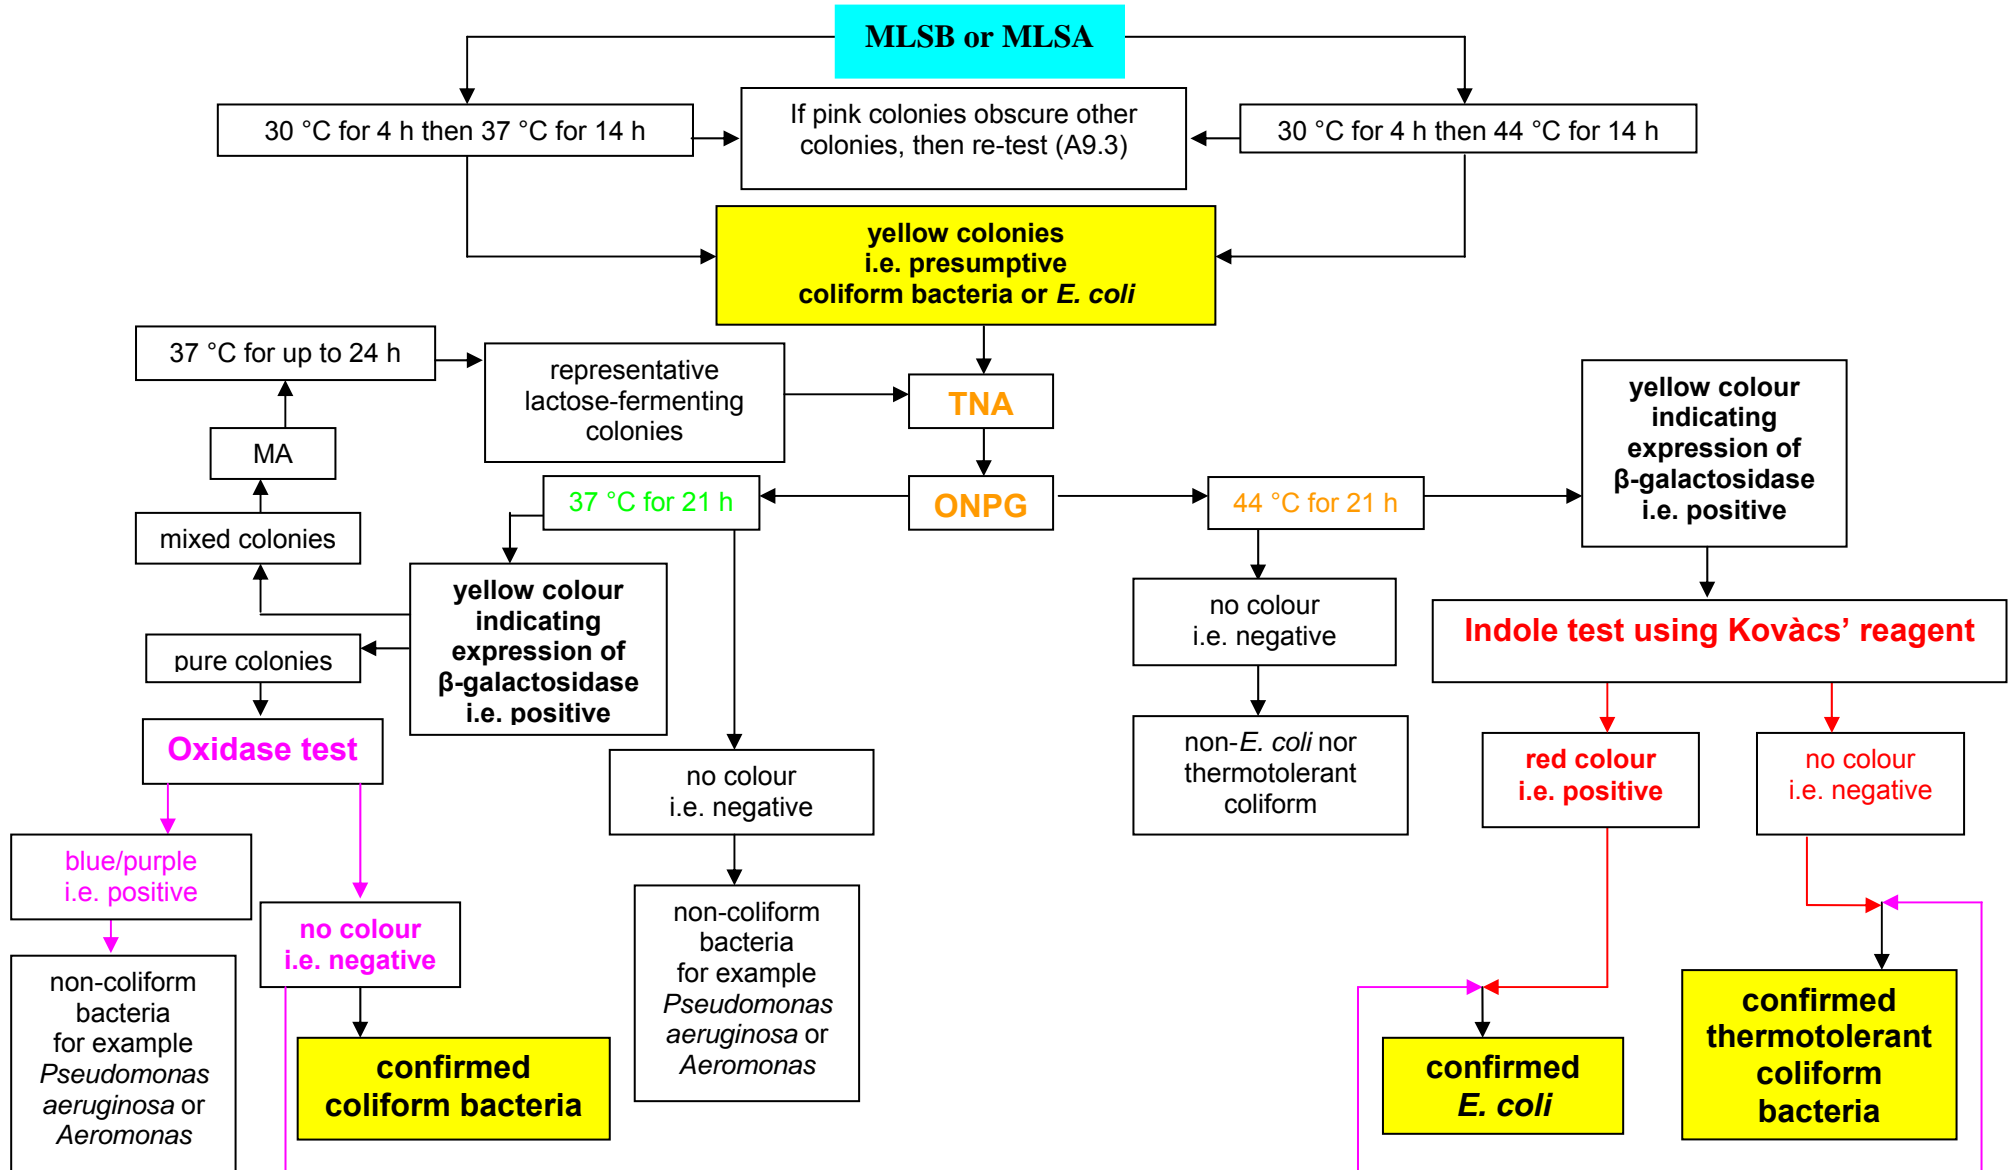 MLSB or MLSA
30 °C for 4 h then 37 °C for 14 h
If pink colonies obscure other
colonies, then re-test (A9.3)
30 °C for 4 h then 44 °C for 14 h
yellow colonies
i.e. presumptive
coliform bacteria or E. coli
37 °C for up to 24 h
representative
lactose-fermenting
colonies
TNA
yellow colour
indicating
expression of
β-galactosidase
i.e. positive
MA
37 °C for 21 h
ONPG
44 °C for 21 h
mixed colonies
yellow colour
indicating
expression of
β-galactosidase
i.e. positive
no colour
i.e. negative
Indole test using Kovàcs’ reagent
pure colonies
Oxidase test
no colour
i.e. negative
non-E. coli nor
thermotolerant
coliform
red colour
i.e. positive
no colour
i.e. negative
blue/purple
i.e. positive
no colour
i.e. negative
non-coliform
bacteria
for example
Pseudomonas
aeruginosa or
Aeromonas
non-coliform
bacteria
for example
Pseudomonas
aeruginosa or
Aeromonas
confirmed
coliform bacteria
confirmed
E. coli
confirmed
thermotolerant
coliform
bacteria